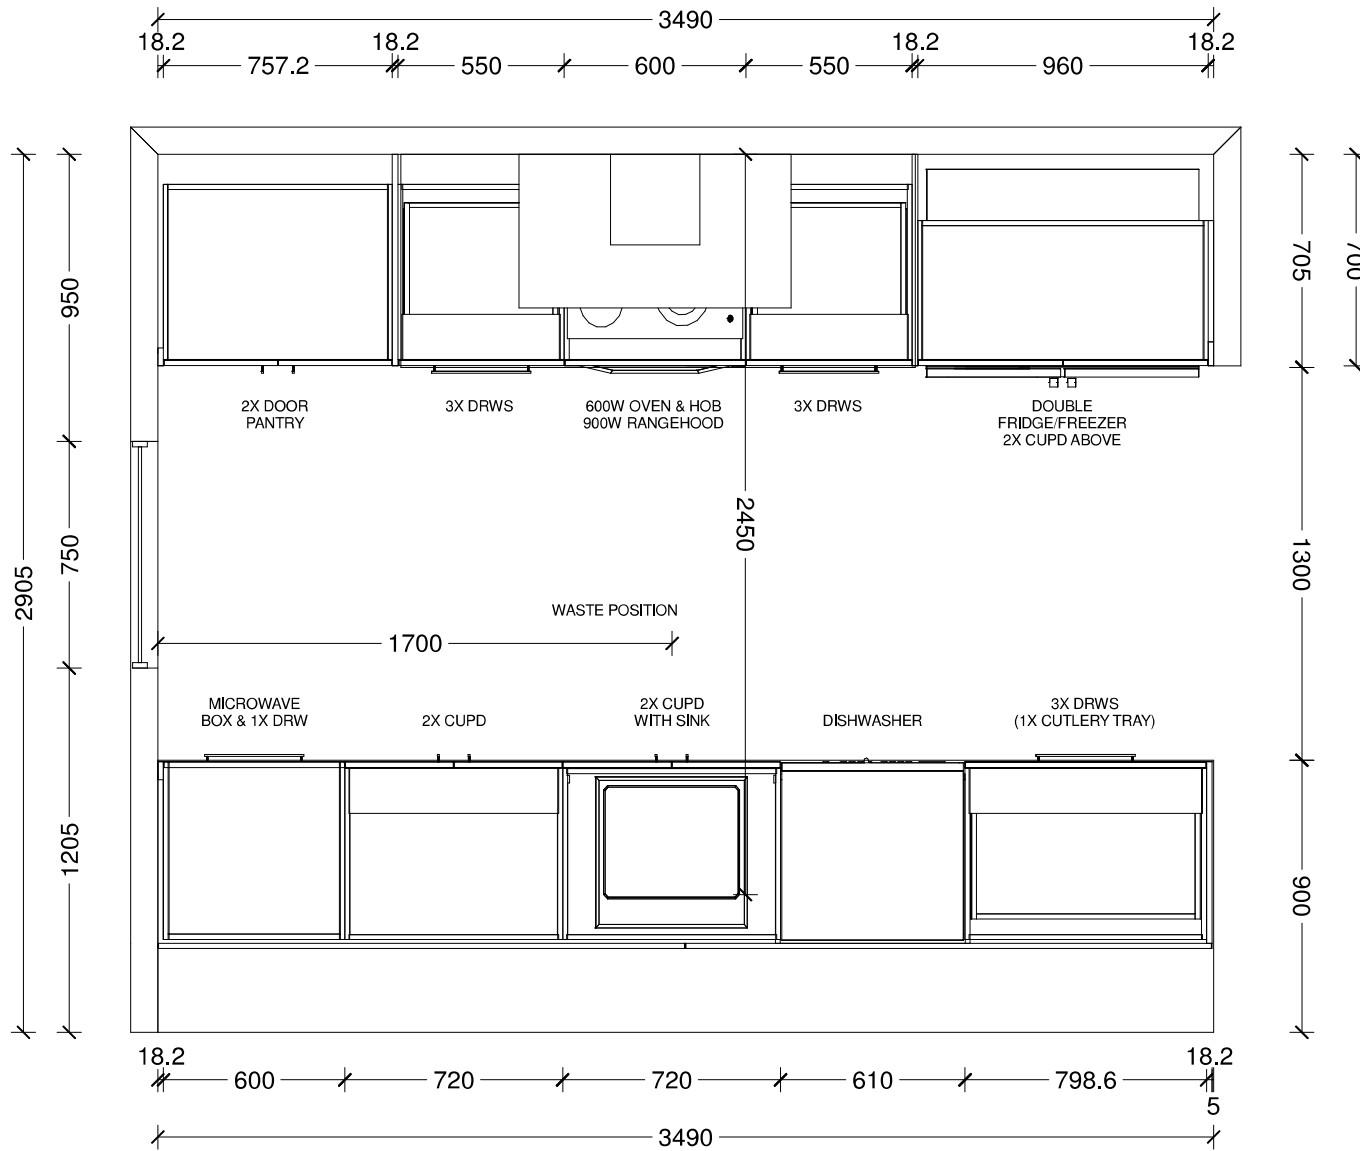 3490
18.2 18.2 18.2 18.2
757.2 550 600 550 960
2X DOOR
PANTRY
3X DRWS
600W OVEN & HOB
900W RANGEHOOD
3X DRWS
DOUBLE
FRIDGE/FREEZER
2X CUPD ABOVE
950
750
1205
2905
705
700
1300
900
2450
WASTE POSITION
1700
MICROWAVE
BOX & 1X DRW
2X CUPD
2X CUPD
WITH SINK
DISHWASHER
3X DRWS
(1X CUTLERY TRAY)
18.2 18.2
600 720 720 610 798.6
5
3490